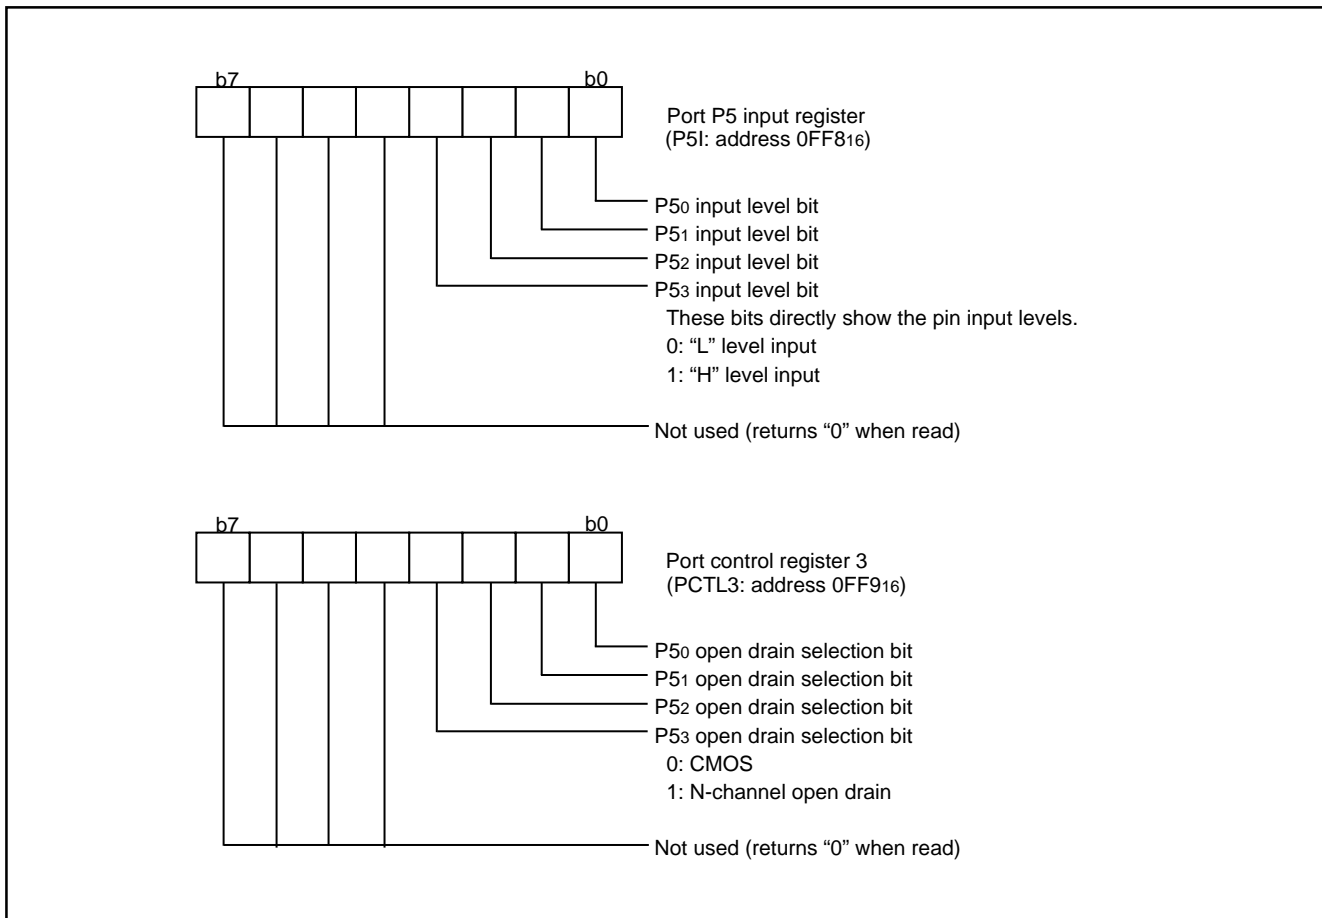 b7 b0
Port P5 input register
(P5I: address 0FF816)
P50 input level bit
P51 input level bit
P52 input level bit
P53 input level bit
These bits directly show the pin input levels.
0: “L” level input
1: “H” level input
Not used (returns “0” when read)
b7 b0
Port control register 3
(PCTL3: address 0FF916)
P50 open drain selection bit
P51 open drain selection bit
P52 open drain selection bit
P53 open drain selection bit
0: CMOS
1: N-channel open drain
Not used (returns “0” when read)